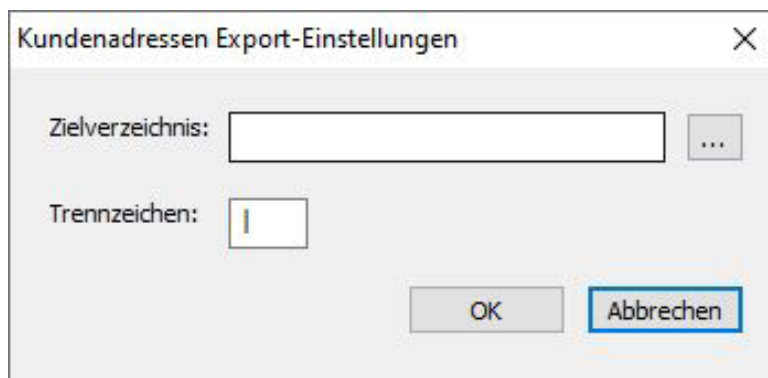 Kundenadressen Export-Einstellungen
Zielverzeichnis:
...
Trennzeichen:
|
OK
Abbrechen